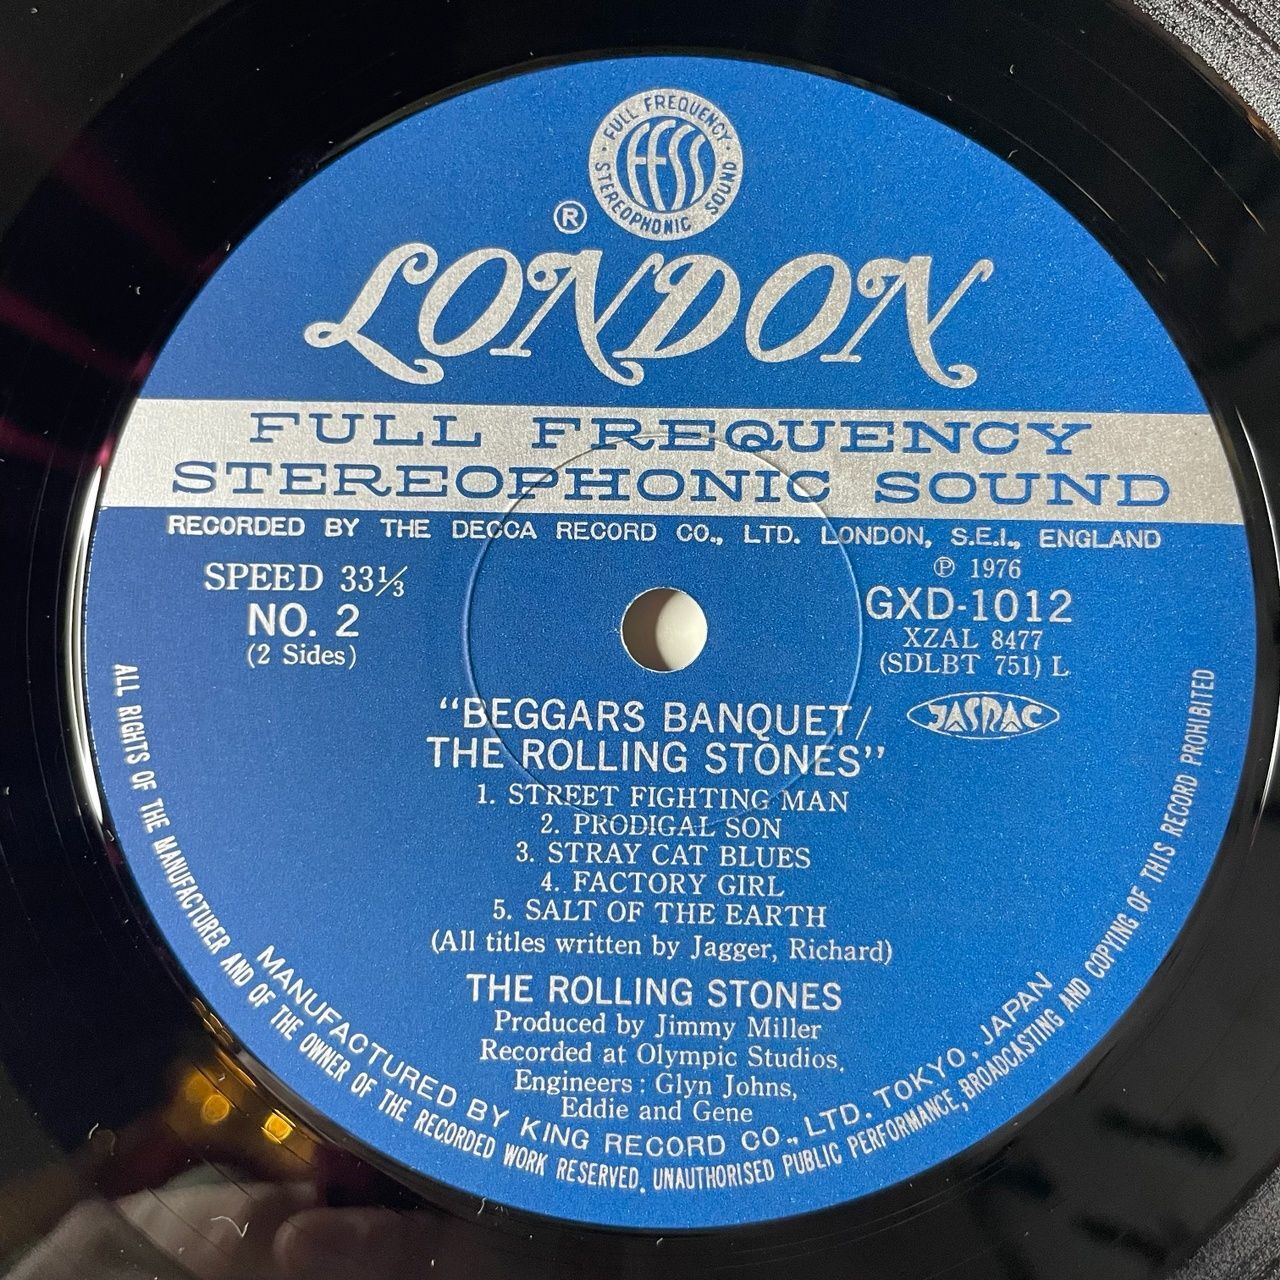 FULL FREQUENCY
FFSS
STEREOPHONIC SOUND
®
LONDON
FULL FREQUENCY
STEREOPHONIC SOUND
RECORDED BY THE DECCA RECORD CO., LTD. LONDON, S.E.I., ENGLAND
SPEED 33⅓
NO. 2
(2 Sides)
℗ 1976
GXD-1012
XZAL 8477
(SDLBT 751) L
JASRAC
"BEGGARS BANQUET/
THE ROLLING STONES"
1. STREET FIGHTING MAN
2. PRODIGAL SON
3. STRAY CAT BLUES
4. FACTORY GIRL
5. SALT OF THE EARTH
(All titles written by Jagger, Richard)
THE ROLLING STONES
Produced by Jimmy Miller
Recorded at Olympic Studios.
Engineers: Glyn Johns,
Eddie and Gene
MANUFACTURED BY KING RECORD CO., LTD. TOKYO, JAPAN
ALL RIGHTS OF THE MANUFACTURER AND OF THE OWNER OF THE RECORDED WORK RESERVED. UNAUTHORISED PUBLIC PERFORMANCE, BROADCASTING AND COPYING OF THIS RECORD PROHIBITED